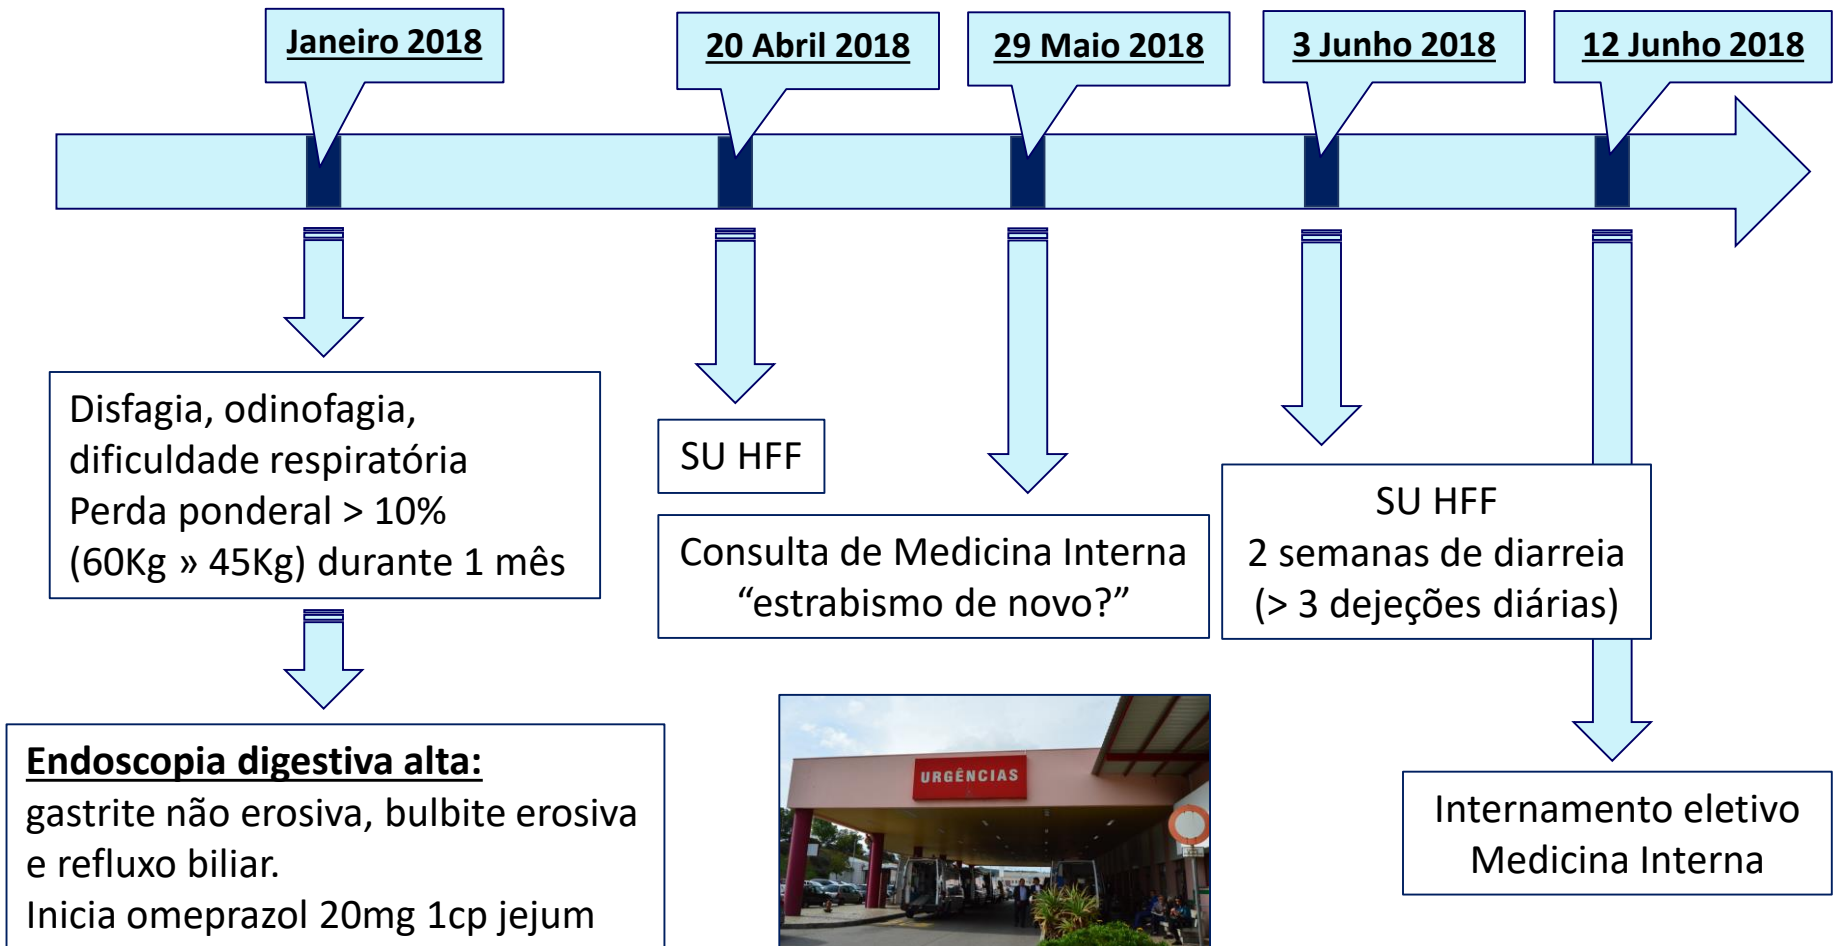 Janeiro 2018
20 Abril 2018
29 Maio 2018
3 Junho 2018
12 Junho 2018
Disfagia, odinofagia,
dificuldade respiratória
Perda ponderal > 10%
(60Kg » 45Kg) durante 1 mês
SU HFF
Consulta de Medicina Interna
“estrabismo de novo?”
SU HFF
2 semanas de diarreia
(> 3 dejeções diárias)
Endoscopia digestiva alta:
gastrite não erosiva, bulbite erosiva
e refluxo biliar.
Inicia omeprazol 20mg 1cp jejum
URGÊNCIAS
Internamento eletivo
Medicina Interna